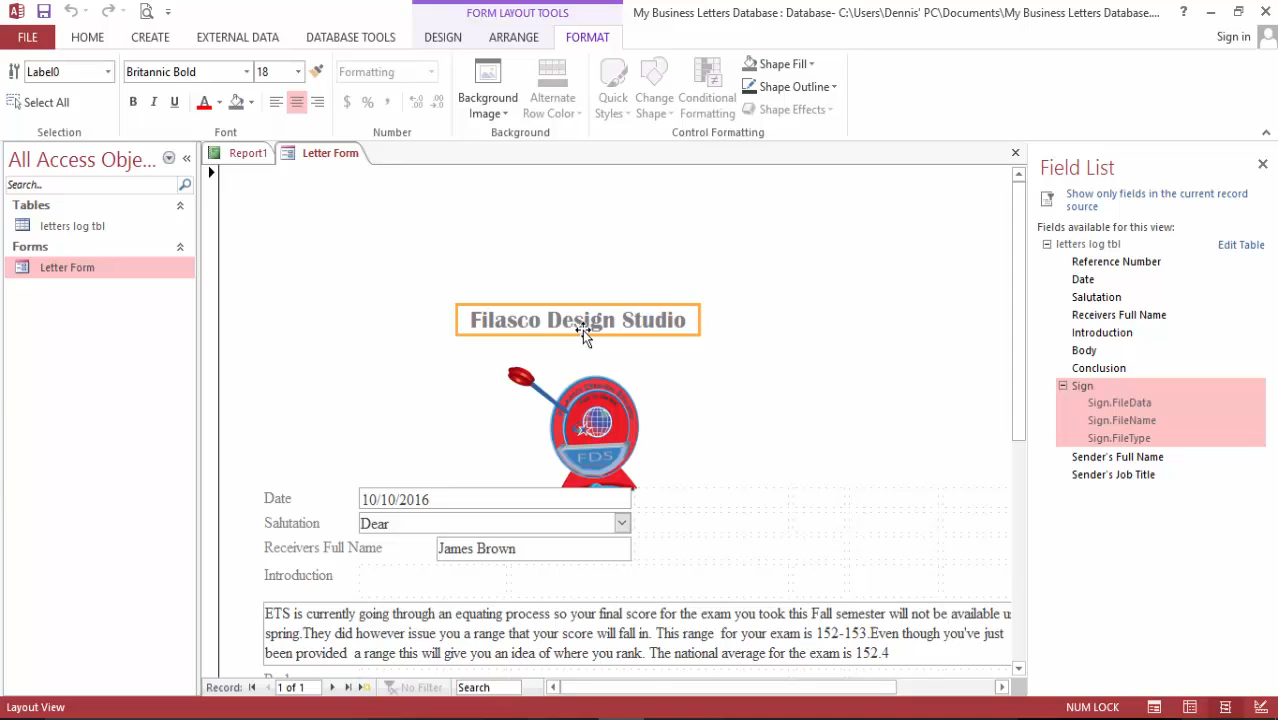 FORM LAYOUT TOOLS
My Business Letters Database : Database- C:\Users\Dennis' PC\Documents\My Business Letters Database....
?
FILE HOME CREATE EXTERNAL DATA DATABASE TOOLS DESIGN ARRANGE FORMAT Sign in
Label0 Britannic Bold 18 Formatting
Select All B I U A $ % ,
Background Image
Alternate Row Color
Quick Styles
Change Shape
Conditional Formatting
Shape Fill
Shape Outline
Shape Effects
Selection Font Number Background Control Formatting
All Access Obje...
Search...
Tables
letters log tbl
Forms
Letter Form
Report1 Letter Form
Filasco Design Studio
FDS
Date 10/10/2016
Salutation Dear
Receivers Full Name James Brown
Introduction
ETS is currently going through an equating process so your final score for the exam you took this Fall semester will not be available u
spring.They did however issue you a range that your score will fall in. This range for your exam is 152-153.Even though you've just
been provided a range this will give you an idea of where you rank. The national average for the exam is 152.4
Record: 1 of 1 No Filter Search
Field List
Show only fields in the current record
source
Fields available for this view:
letters log tbl Edit Table
Reference Number
Date
Salutation
Receivers Full Name
Introduction
Body
Conclusion
Sign
Sign.FileData
Sign.FileName
Sign.FileType
Sender's Full Name
Sender's Job Title
Layout View NUM LOCK